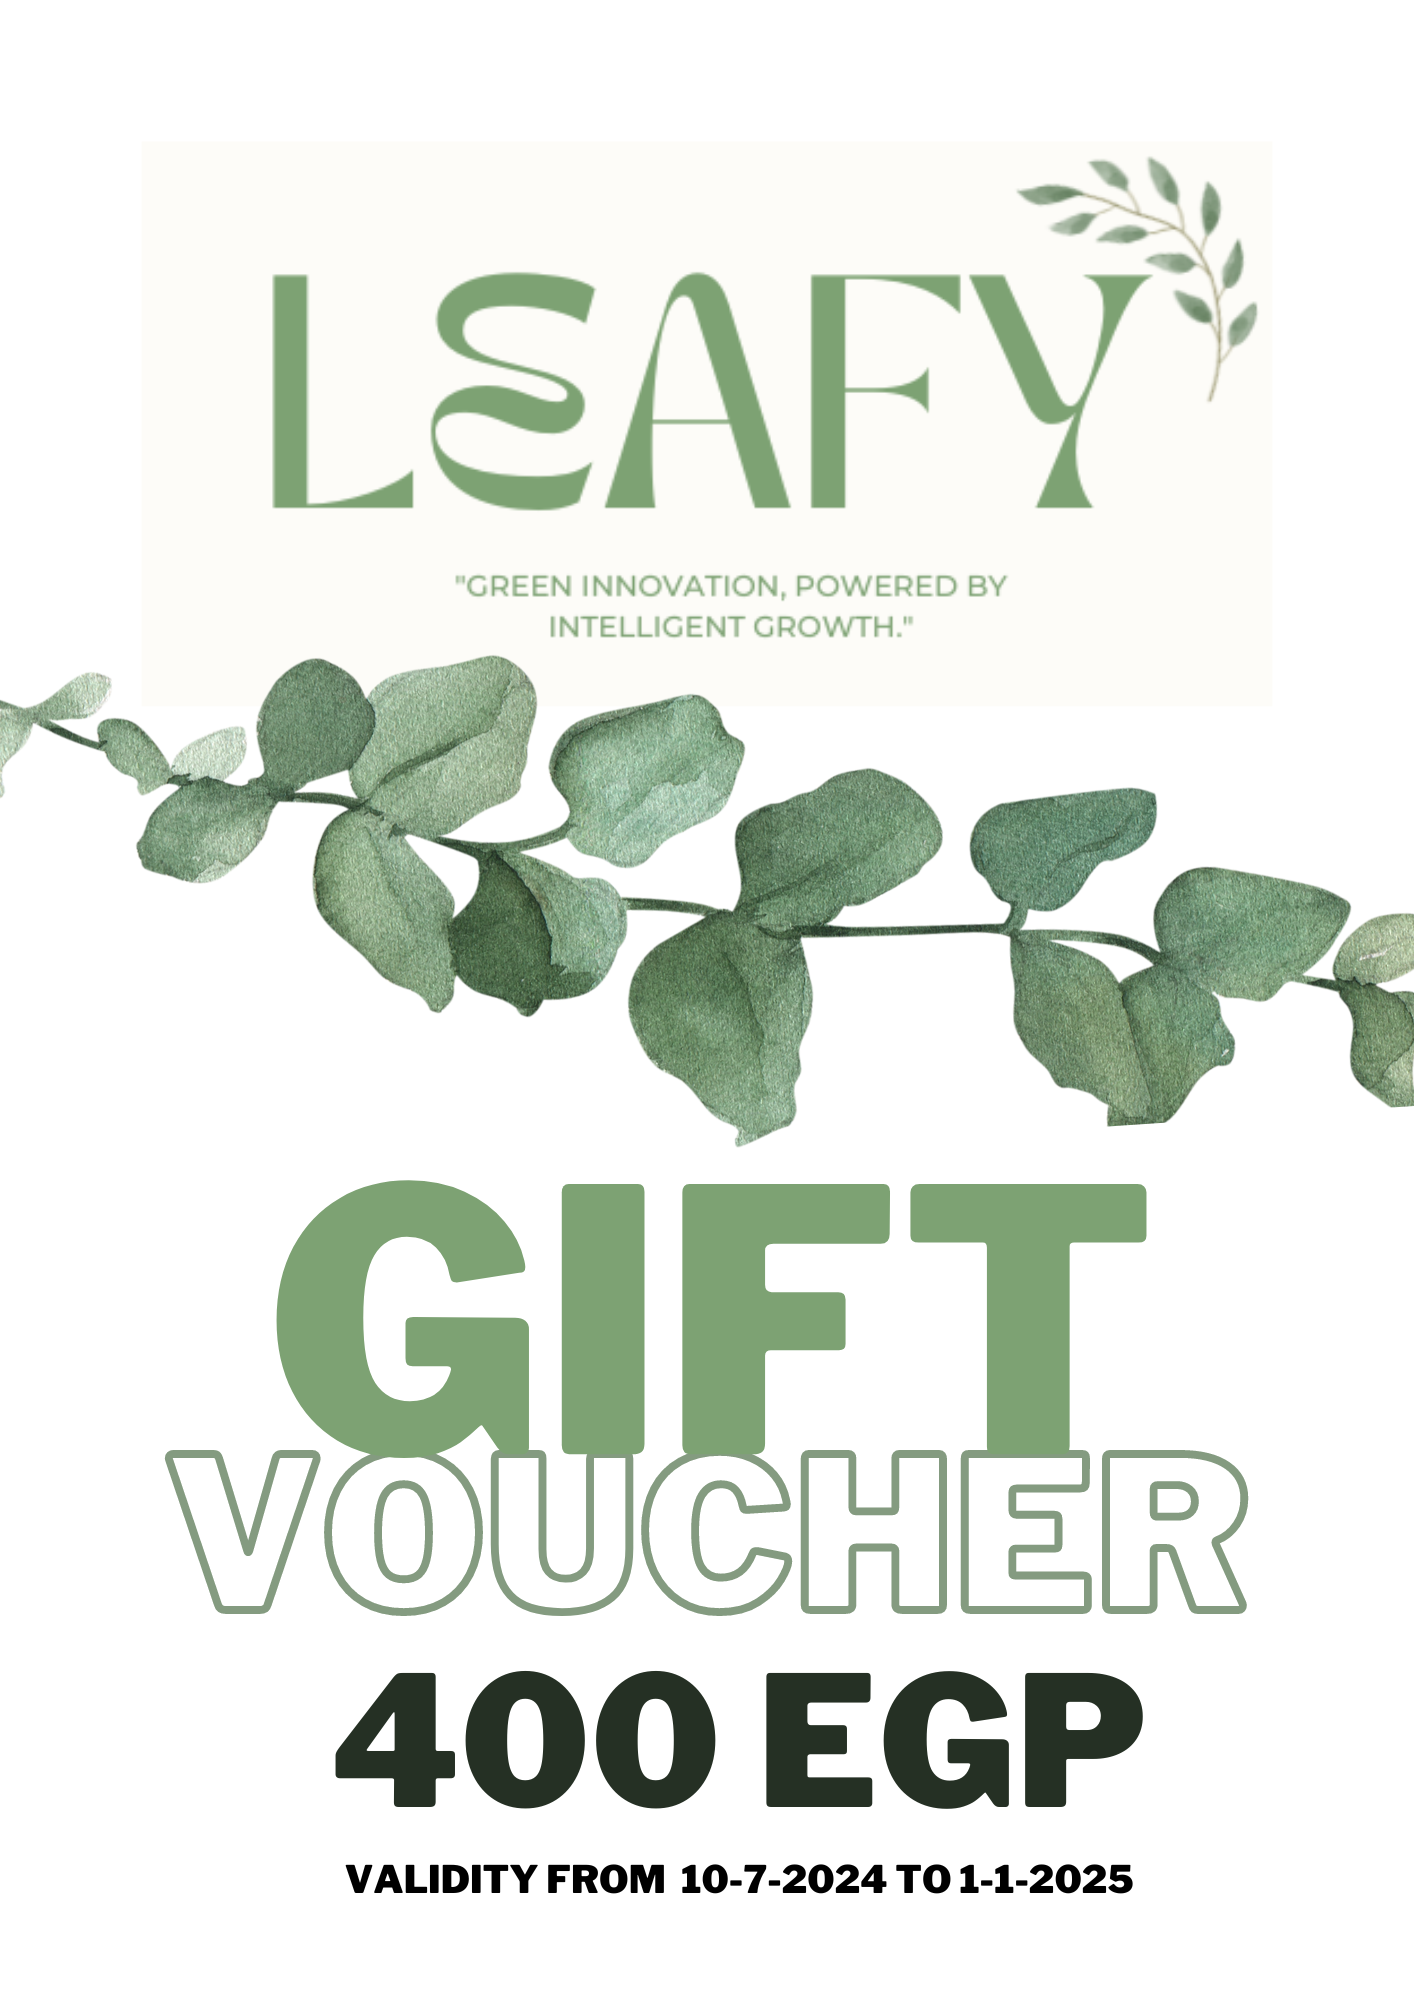 LEAFY
"GREEN INNOVATION, POWERED BY
INTELLIGENT GROWTH."
GIFT
VOUCHER
400 EGP
VALIDITY FROM 10-7-2024 TO 1-1-2025